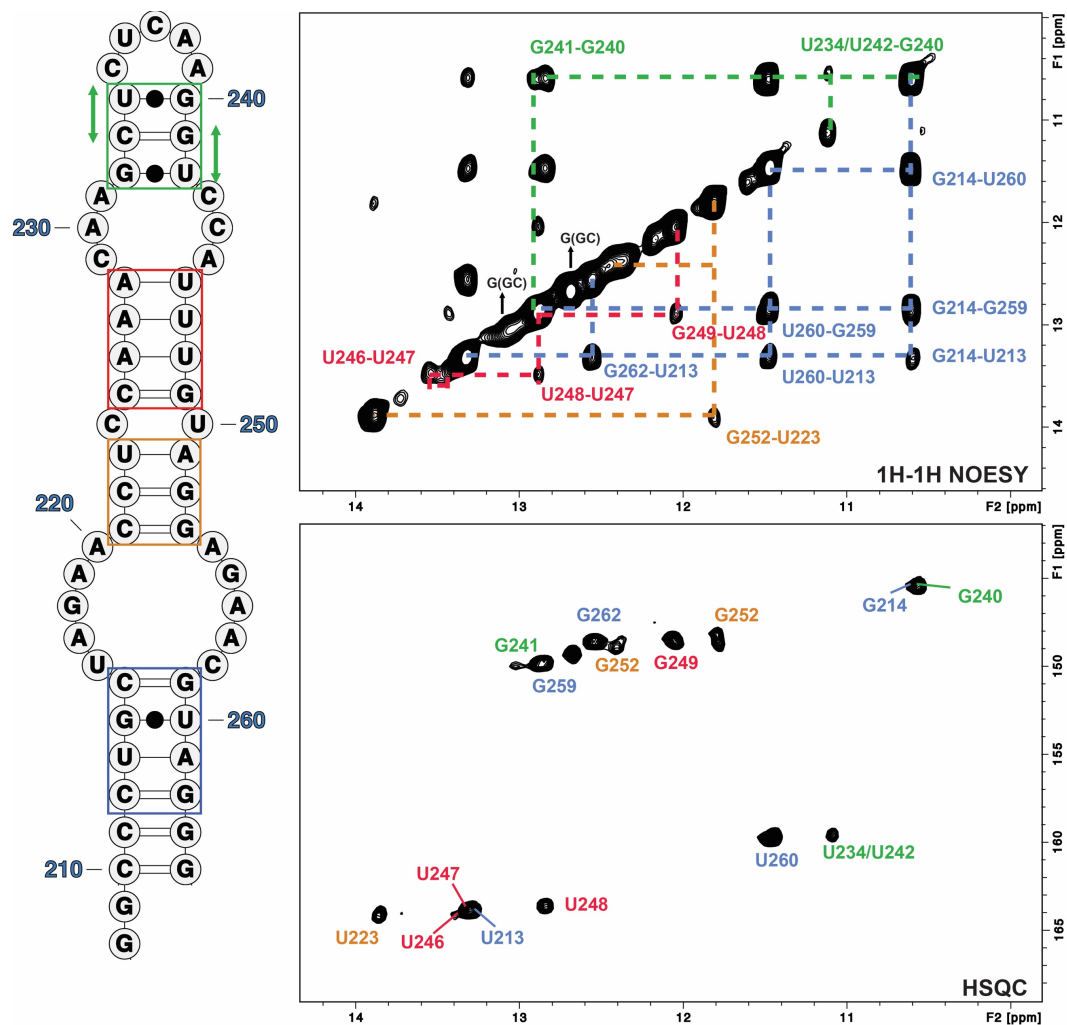 C
U A
C A
U G 240
C G
G U
A C
230 A C
C A
A U
A U
A U
C G
C U 250
U A
C G
C G
220
A A
A G
G A
A A
U C
C G
G U 260
U A
C G
C G
210 C G
G
G
G241-G240
U234/U242-G240
G214-U260
G(GC)
G(GC)
G214-G259
G249-U248
U260-G259
U246-U247
G262-U213
G214-U213
U260-U213
U248-U247
G252-U223
1H-1H NOESY
F1 [ppm]
11
12
13
14
14 13 12 11 F2 [ppm]
G214
G240
G262
G252
G241
G252
G249
G259
U260
U234/U242
U247
U248
U223
U246
U213
HSQC
F1 [ppm]
150
155
160
165
14 13 12 11 F2 [ppm]